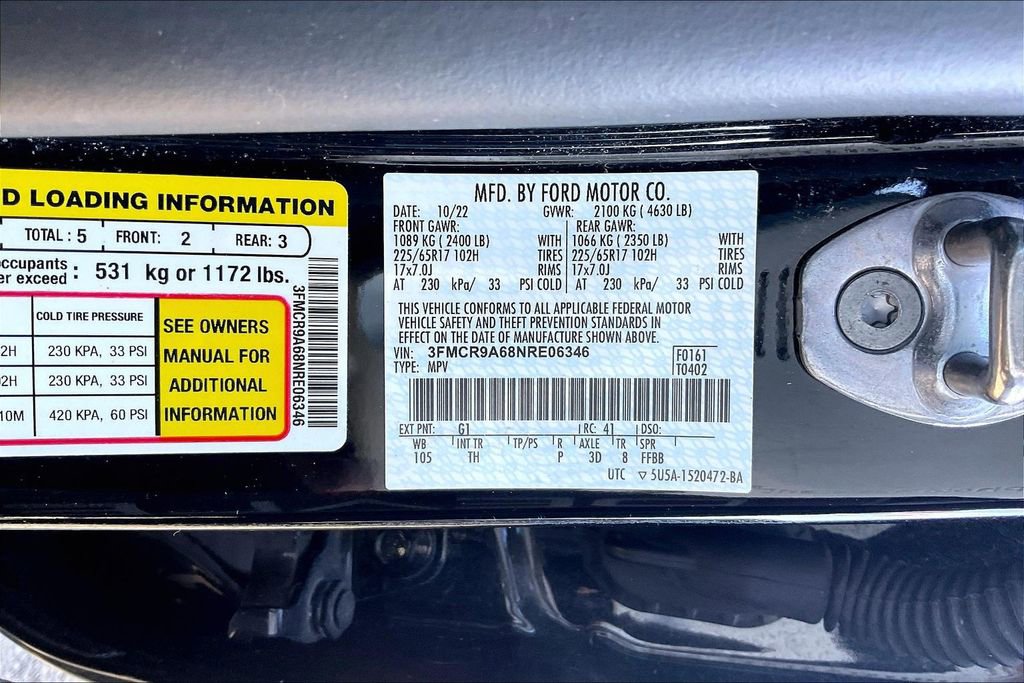 D LOADING INFORMATION
TOTAL : 5 FRONT: 2 REAR: 3
occupants
er exceed : 531 kg or 1172 lbs.
COLD TIRE PRESSURE
2H 230 KPA, 33 PSI
02H 230 KPA, 33 PSI
10M 420 KPA, 60 PSI
SEE OWNERS
MANUAL FOR
ADDITIONAL
INFORMATION
3FMCR9A68NRE06346
MFD. BY FORD MOTOR CO.
DATE: 10/22 GVWR: 2100 KG ( 4630 LB)
FRONT GAWR: REAR GAWR:
1089 KG ( 2400 LB) WITH 1066 KG ( 2350 LB) WITH
225/65R17 102H TIRES 225/65R17 102H TIRES
17x7.0J RIMS 17x7.0J RIMS
AT 230 kPa/ 33 PSI COLD AT 230 kPa/ 33 PSI COLD
THIS VEHICLE CONFORMS TO ALL APPLICABLE FEDERAL MOTOR
VEHICLE SAFETY AND THEFT PREVENTION STANDARDS IN
EFFECT ON THE DATE OF MANUFACTURE SHOWN ABOVE.
VIN: 3FMCR9A68NRE06346 F0161
TYPE: MPV T0402
EXT PNT: G1 RC: 41 DSO:
WB INT TR TP/PS R AXLE TR SPR
105 TH P 3D 8 FFBB
UTC ▽ 5U5A-1520472-BA